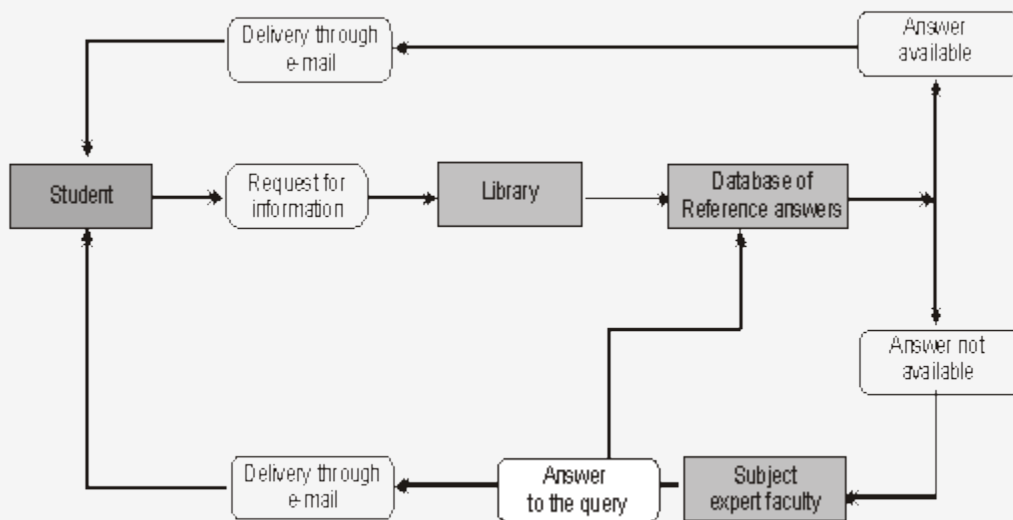 Delivery through
e-mail
Answer
available
Student
Request for
information
Library
Database of
Reference answers
Answer not
available
Delivery through
e-mail
Answer
to the query
Subject
expert faculty